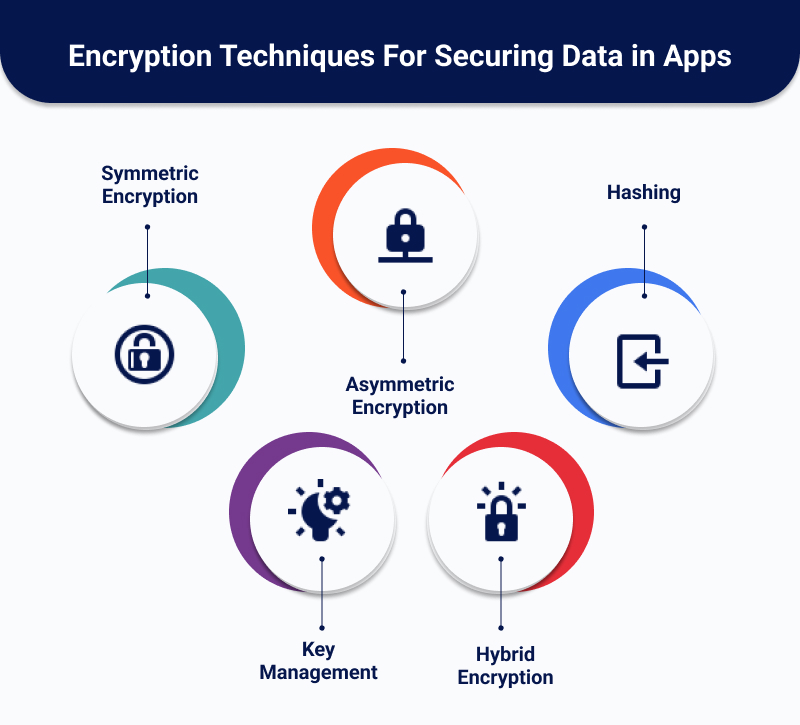 Encryption Techniques For Securing Data in Apps
Symmetric
Encryption
Asymmetric
Encryption
Hashing
Key
Management
Hybrid
Encryption